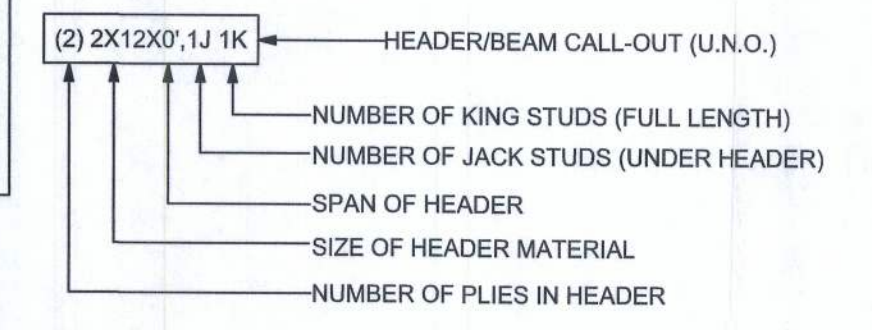 (2) 2X12X0',1J 1K
HEADER/BEAM CALL-OUT (U.N.O.)
NUMBER OF KING STUDS (FULL LENGTH)
NUMBER OF JACK STUDS (UNDER HEADER)
SPAN OF HEADER
SIZE OF HEADER MATERIAL
NUMBER OF PLIES IN HEADER